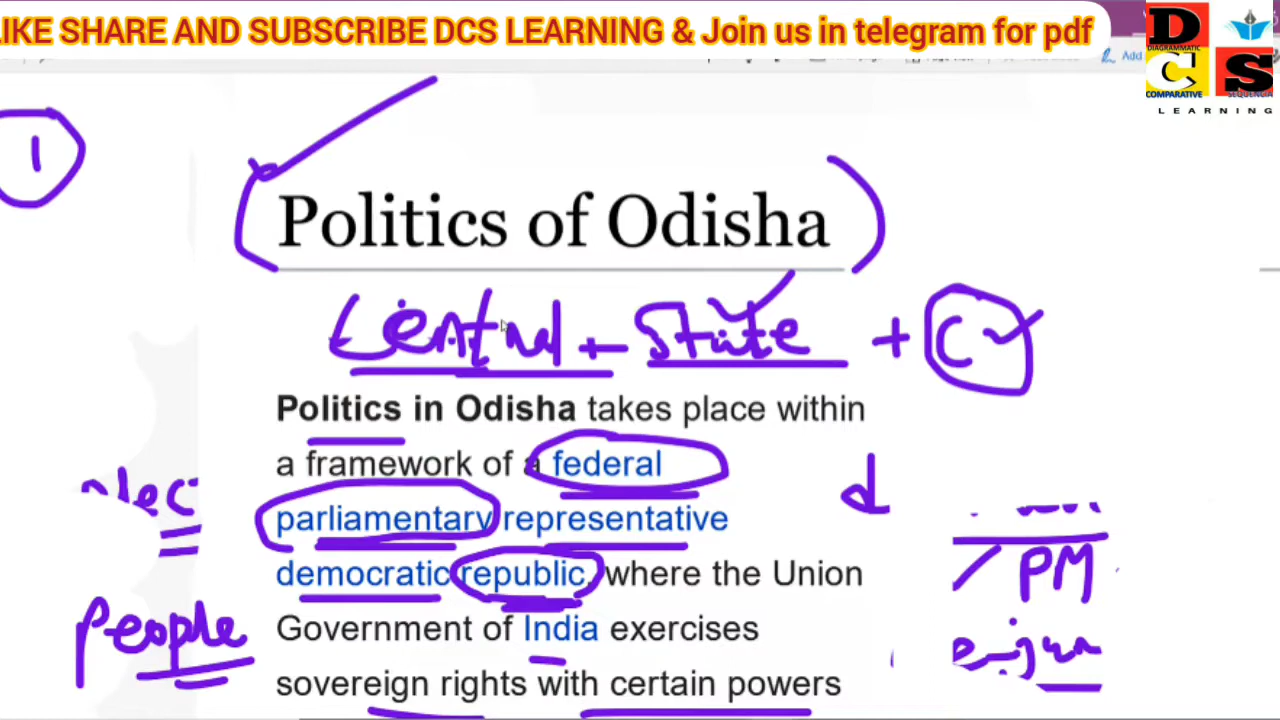 LIKE SHARE AND SUBSCRIBE DCS LEARNING & Join us in telegram for pdf
D
DIAGRAMMATIC
C S
COMPARATIVE
LEARNING
Add
1
Politics of Odisha
Central + State + C
Politics in Odisha takes place within
a framework of a federal
parliamentary representative
democratic republic, where the Union
Government of India exercises
sovereign rights with certain powers
elec
people
d
PM